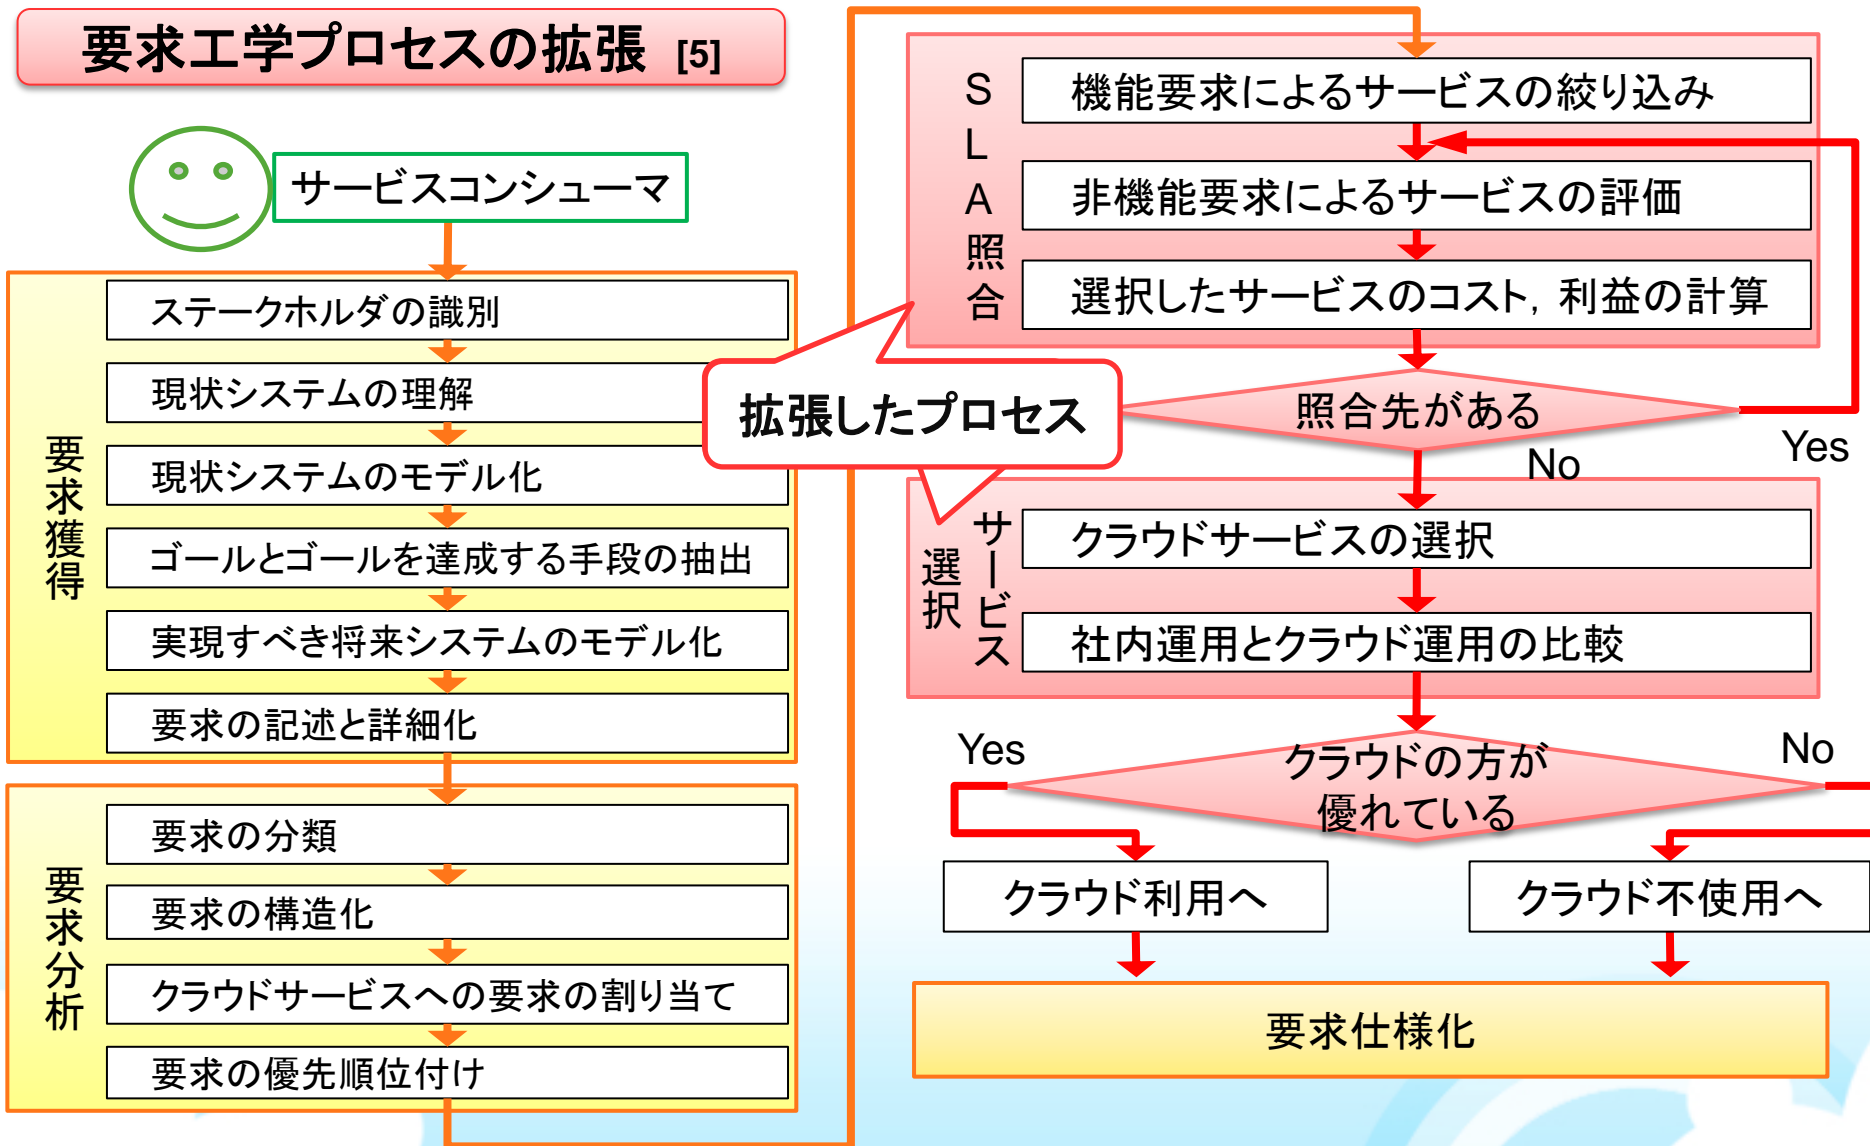 要求工学プロセスの拡張 [5]
サービスコンシューマ
要求獲得
ステークホルダの識別
現状システムの理解
現状システムのモデル化
ゴールとゴールを達成する手段の抽出
実現すべき将来システムのモデル化
要求の記述と詳細化
要求分析
要求の分類
要求の構造化
クラウドサービスへの要求の割り当て
要求の優先順位付け
拡張したプロセス
SLA照合
機能要求によるサービスの絞り込み
非機能要求によるサービスの評価
選択したサービスのコスト，利益の計算
照合先がある
Yes
No
サービス
選択
クラウドサービスの選択
社内運用とクラウド運用の比較
Yes
クラウドの方が
優れている
No
クラウド利用へ
クラウド不使用へ
要求仕様化